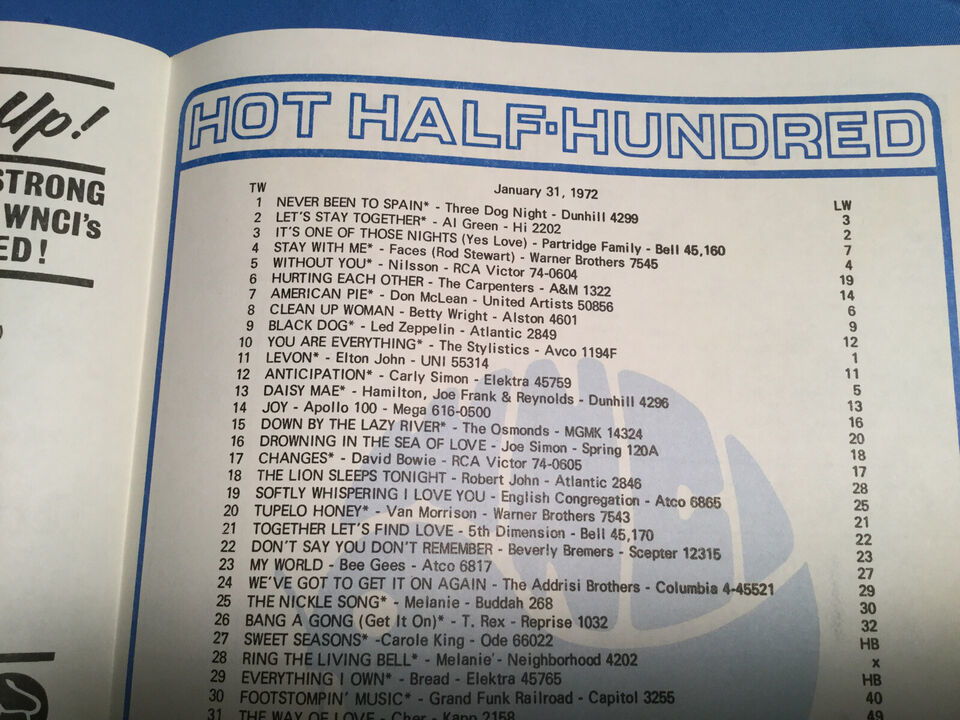 Up!
STRONG
WNCI's
ED!
HOT HALF-HUNDRED
January 31, 1972
TW LW
1 NEVER BEEN TO SPAIN* - Three Dog Night - Dunhill 4299 3
2 LET'S STAY TOGETHER* - Al Green - Hi 2202 2
3 IT'S ONE OF THOSE NIGHTS (Yes Love) - Partridge Family - Bell 45,160 7
4 STAY WITH ME* - Faces (Rod Stewart) - Warner Brothers 7545 4
5 WITHOUT YOU* - Nilsson - RCA Victor 74-0604 19
6 HURTING EACH OTHER - The Carpenters - A&M 1322 14
7 AMERICAN PIE* - Don McLean - United Artists 50856 6
8 CLEAN UP WOMAN - Betty Wright - Alston 4601 9
9 BLACK DOG* - Led Zeppelin - Atlantic 2849 12
10 YOU ARE EVERYTHING* - The Stylistics - Avco 1194F 1
11 LEVON* - Elton John - UNI 55314 11
12 ANTICIPATION* - Carly Simon - Elektra 45759 5
13 DAISY MAE* - Hamilton, Joe Frank & Reynolds - Dunhill 4296 13
14 JOY - Apollo 100 - Mega 616-0500 16
15 DOWN BY THE LAZY RIVER* - The Osmonds - MGMK 14324 20
16 DROWNING IN THE SEA OF LOVE - Joe Simon - Spring 120A 18
17 CHANGES* - David Bowie - RCA Victor 74-0605 17
18 THE LION SLEEPS TONIGHT - Robert John - Atlantic 2846 28
19 SOFTLY WHISPERING I LOVE YOU - English Congregation - Atco 6865 25
20 TUPELO HONEY* - Van Morrison - Warner Brothers 7543 21
21 TOGETHER LET'S FIND LOVE - 5th Dimension - Bell 45,170 22
22 DON'T SAY YOU DON'T REMEMBER - Beverly Bremers - Scepter 12315 23
23 MY WORLD - Bee Gees - Atco 6817 27
24 WE'VE GOT TO GET IT ON AGAIN - The Addrisi Brothers - Columbia 4-45521 29
25 THE NICKLE SONG* - Melanie - Buddah 268 30
26 BANG A GONG (Get It On)* - T. Rex - Reprise 1032 32
27 SWEET SEASONS* -Carole King - Ode 66022 HB
28 RING THE LIVING BELL* - Melanie - Neighborhood 4202 x
29 EVERYTHING I OWN* - Bread - Elektra 45765 HB
30 FOOTSTOMPIN' MUSIC* - Grand Funk Railroad - Capitol 3255 40
31 THE WAY OF LOVE - Cher - Kapp 2158 49